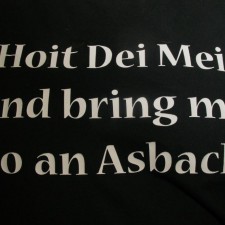 Hoit Dei Mei
nd bring m
o an Asbach